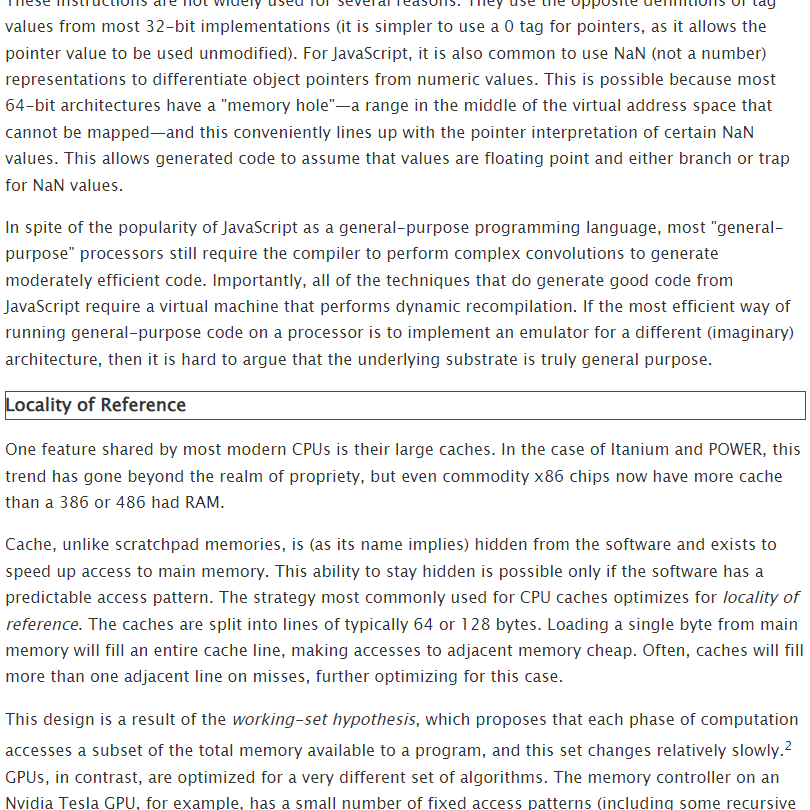 These instructions are not widely used for several reasons. They use the opposite definitions of tag
values from most 32-bit implementations (it is simpler to use a 0 tag for pointers, as it allows the
pointer value to be used unmodified). For JavaScript, it is also common to use NaN (not a number)
representations to differentiate object pointers from numeric values. This is possible because most
64-bit architectures have a "memory hole"—a range in the middle of the virtual address space that
cannot be mapped—and this conveniently lines up with the pointer interpretation of certain NaN
values. This allows generated code to assume that values are floating point and either branch or trap
for NaN values.
In spite of the popularity of JavaScript as a general-purpose programming language, most "general-
purpose" processors still require the compiler to perform complex convolutions to generate
moderately efficient code. Importantly, all of the techniques that do generate good code from
JavaScript require a virtual machine that performs dynamic recompilation. If the most efficient way of
running general-purpose code on a processor is to implement an emulator for a different (imaginary)
architecture, then it is hard to argue that the underlying substrate is truly general purpose.
Locality of Reference
One feature shared by most modern CPUs is their large caches. In the case of Itanium and POWER, this
trend has gone beyond the realm of propriety, but even commodity x86 chips now have more cache
than a 386 or 486 had RAM.
Cache, unlike scratchpad memories, is (as its name implies) hidden from the software and exists to
speed up access to main memory. This ability to stay hidden is possible only if the software has a
predictable access pattern. The strategy most commonly used for CPU caches optimizes for locality of
reference. The caches are split into lines of typically 64 or 128 bytes. Loading a single byte from main
memory will fill an entire cache line, making accesses to adjacent memory cheap. Often, caches will fill
more than one adjacent line on misses, further optimizing for this case.
This design is a result of the working-set hypothesis, which proposes that each phase of computation
accesses a subset of the total memory available to a program, and this set changes relatively slowly.2
GPUs, in contrast, are optimized for a very different set of algorithms. The memory controller on an
Nvidia Tesla GPU, for example, has a small number of fixed access patterns (including some recursive